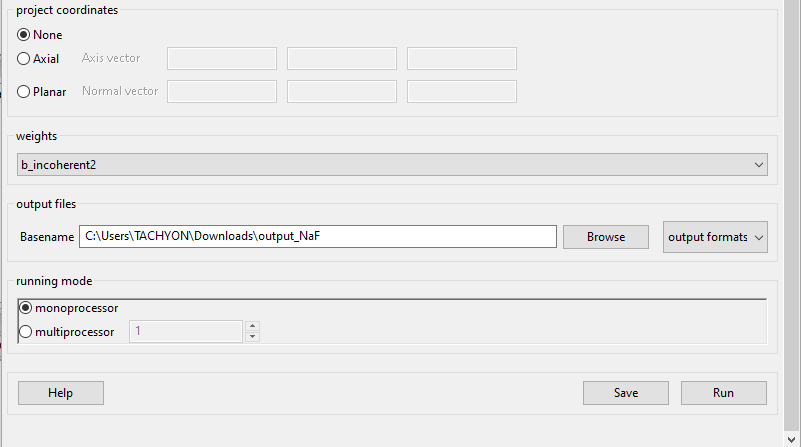 project coordinates
None
Axial Axis vector
Planar Normal vector
weights
b_incoherent2
output files
Basename C:\Users\TACHYON\Downloads\output_NaF Browse output formats
running mode
monoprocessor
multiprocessor 1
Help Save Run